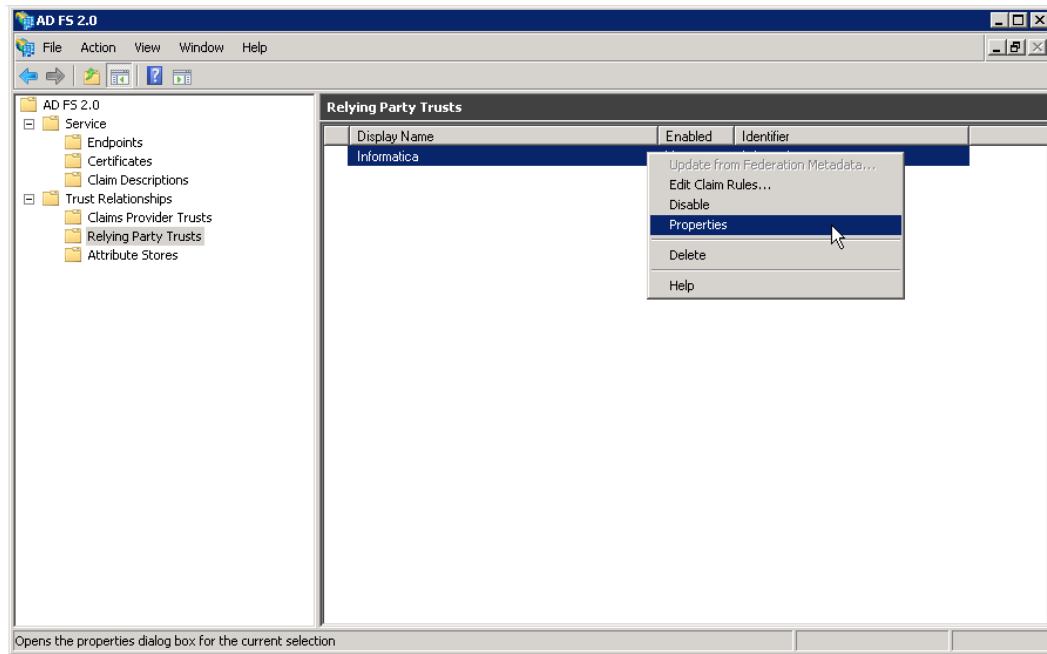 AD FS 2.0
File Action View Window Help
AD FS 2.0
Service
Endpoints
Certificates
Claim Descriptions
Trust Relationships
Claims Provider Trusts
Relying Party Trusts
Attribute Stores
Relying Party Trusts
Display Name Enabled Identifier
Informatica
Update from Federation Metadata...
Edit Claim Rules...
Disable
Properties
Delete
Help
Opens the properties dialog box for the current selection